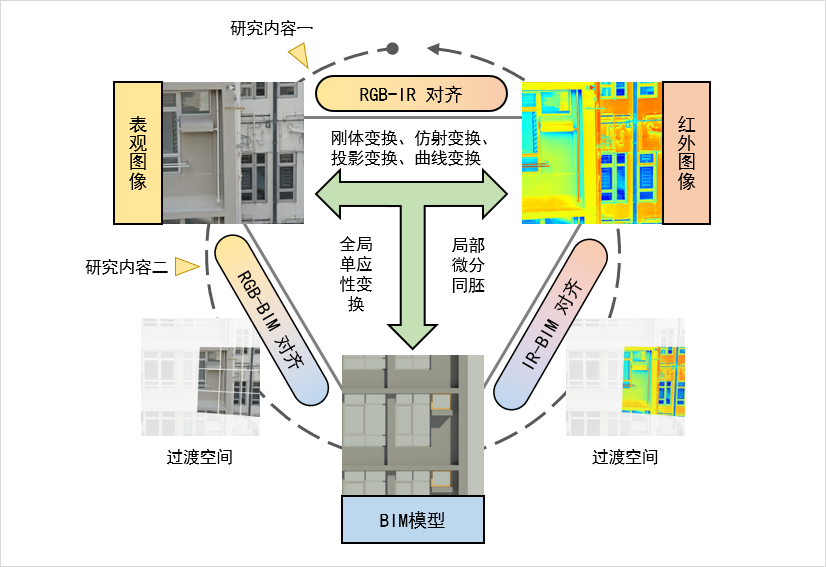 研究内容一
RGB-IR 对齐
表观图像
红外图像
刚体变换、仿射变换、
投影变换、曲线变换
全局
单应
性变
换
局部
微分
同胚
研究内容二
RGB-BIM 对齐
IR-BIM 对齐
过渡空间
过渡空间
BIM模型